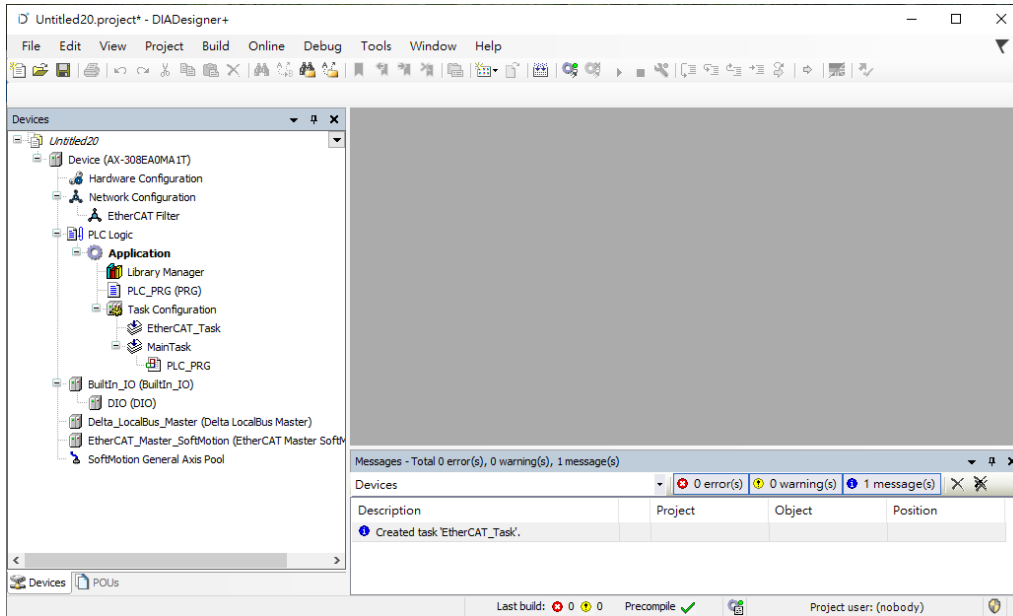 Untitled20.project* - DIADesigner+
File Edit View Project Build Online Debug Tools Window Help
Devices
Untitled20
Device (AX-308EA0MA1T)
Hardware Configuration
Network Configuration
EtherCAT Filter
PLC Logic
Application
Library Manager
PLC_PRG (PRG)
Task Configuration
EtherCAT_Task
MainTask
PLC_PRG
BuiltIn_IO (BuiltIn_IO)
DIO (DIO)
Delta_LocalBus_Master (Delta LocalBus Master)
EtherCAT_Master_SoftMotion (EtherCAT Master SoftM
SoftMotion General Axis Pool
Devices POUs
Messages - Total 0 error(s), 0 warning(s), 1 message(s)
Devices 0 error(s) 0 warning(s) 1 message(s)
Description Project Object Position
Created task 'EtherCAT_Task'.
Last build: 0 0 Precompile Project user: (nobody)